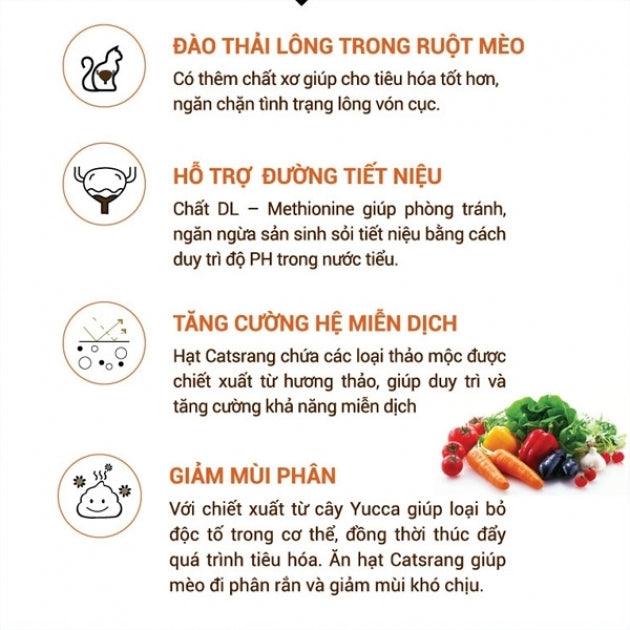 ĐÀO THẢI LÔNG TRONG RUỘT MÈO
Có thêm chất xơ giúp cho tiêu hóa tốt hơn,
ngăn chặn tình trạng lông vón cục.
HỖ TRỢ ĐƯỜNG TIẾT NIỆU
Chất DL – Methionine giúp phòng tránh,
ngăn ngừa sản sinh sỏi tiết niệu bằng cách
duy trì độ PH trong nước tiểu.
TĂNG CƯỜNG HỆ MIỄN DỊCH
Hạt Catsrang chứa các loại thảo mộc được
chiết xuất từ hương thảo, giúp duy trì và
tăng cường khả năng miễn dịch
GIẢM MÙI PHÂN
Với chiết xuất từ cây Yucca giúp loại bỏ
độc tố trong cơ thể, đồng thời thúc đẩy
quá trình tiêu hóa. Ăn hạt Catsrang giúp
mèo đi phân rắn và giảm mùi khó chịu.